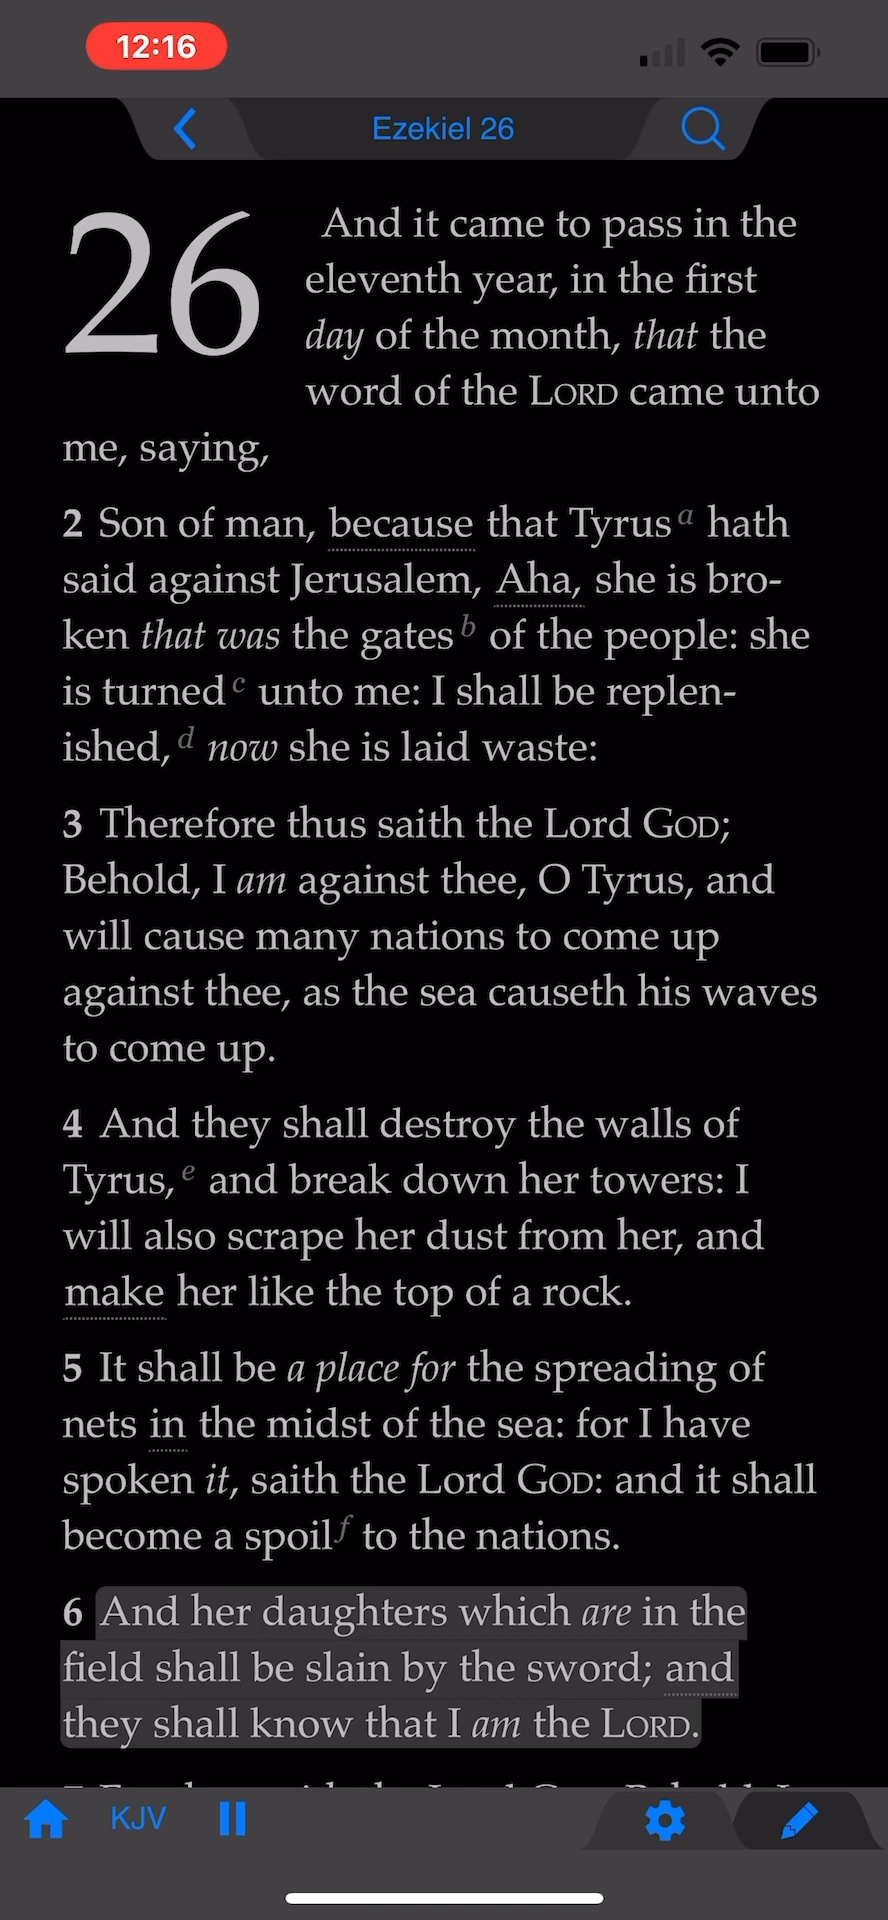 12:16
Ezekiel 26
26 And it came to pass in the
eleventh year, in the first
day of the month, that the
word of the LORD came unto
me, saying,
2 Son of man, because that Tyrus a hath
said against Jerusalem, Aha, she is bro-
ken that was the gates b of the people: she
is turned c unto me: I shall be replen-
ished, d now she is laid waste:
3 Therefore thus saith the Lord GOD;
Behold, I am against thee, O Tyrus, and
will cause many nations to come up
against thee, as the sea causeth his waves
to come up.
4 And they shall destroy the walls of
Tyrus, e and break down her towers: I
will also scrape her dust from her, and
make her like the top of a rock.
5 It shall be a place for the spreading of
nets in the midst of the sea: for I have
spoken it, saith the Lord GOD: and it shall
become a spoil f to the nations.
6 And her daughters which are in the
field shall be slain by the sword; and
they shall know that I am the LORD.
KJV